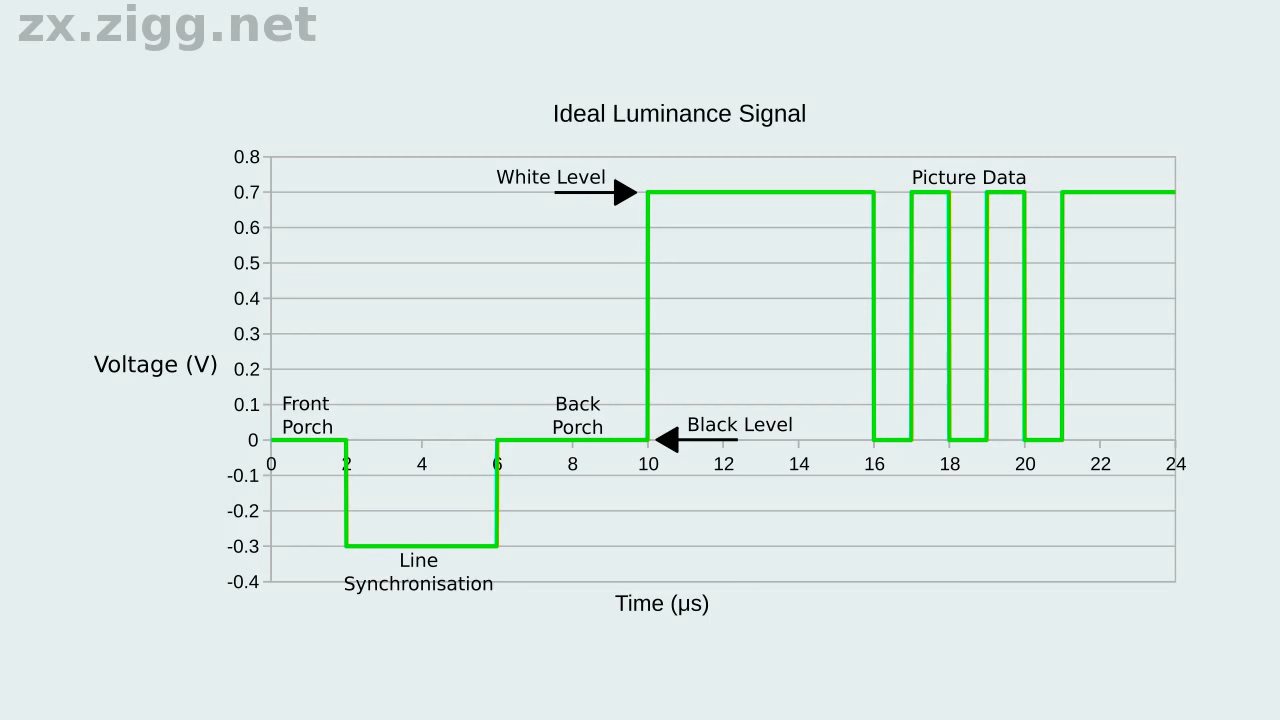 zx.zigg.net
Ideal Luminance Signal
0.8
White Level
Picture Data
0.7
0.6
0.5
0.4
0.3
Voltage (V)
0.2
0.1
Front
Porch
Back
Porch
Black Level
0
0 2 4 6 8 10 12 14 16 18 20 22 24
-0.1
-0.2
-0.3
Line
Synchronisation
-0.4
Time (µs)